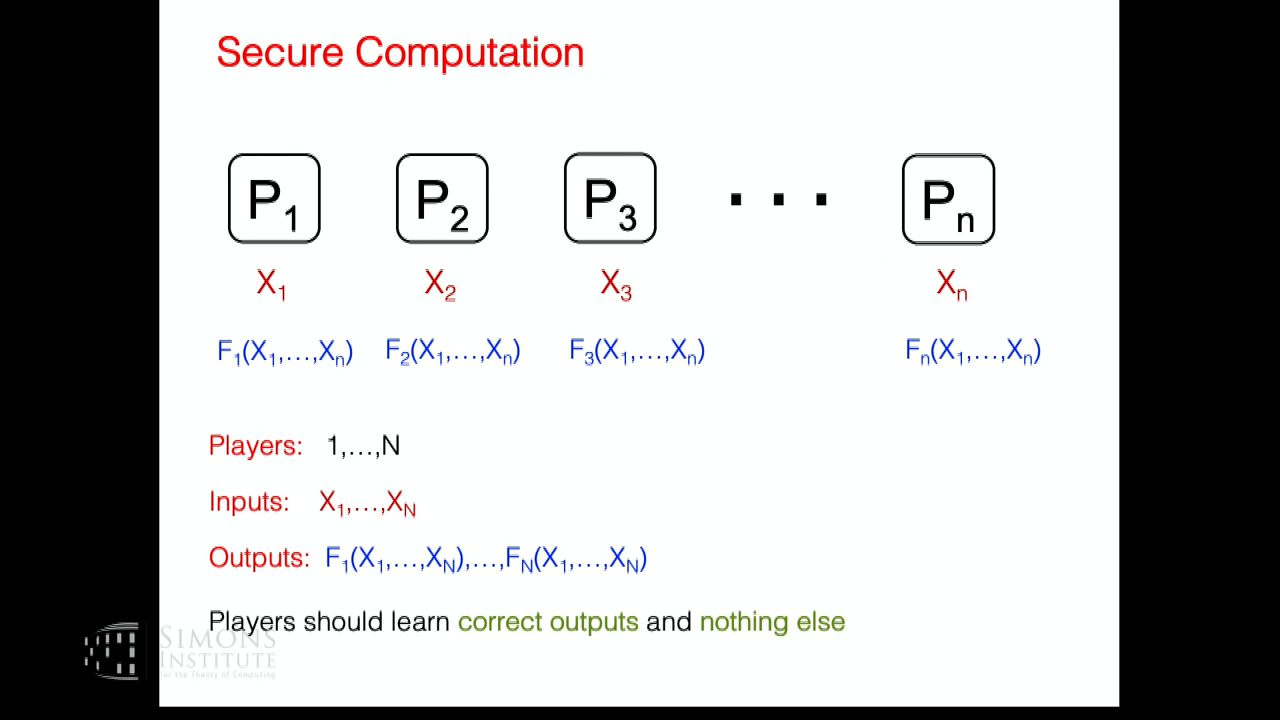 Secure Computation
P₁ P₂ P₃ ... Pₙ
X₁ X₂ X₃ Xₙ
F₁(X₁,...,Xₙ) F₂(X₁,...,Xₙ) F₃(X₁,...,Xₙ) Fₙ(X₁,...,Xₙ)
Players: 1,...,N
Inputs: X₁,...,X_N
Outputs: F₁(X₁,...,X_N),...,F_N(X₁,...,X_N)
Players should learn correct outputs and nothing else
SIMONS
INSTITUTE
for the Theory of Computing